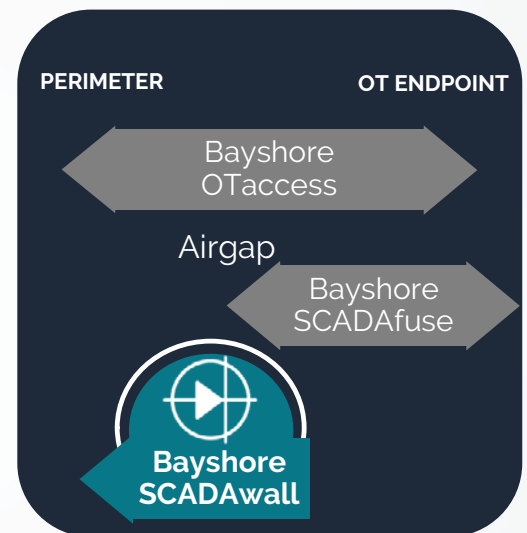 PERIMETER
OT ENDPOINT
Bayshore
OTaccess
Airgap
Bayshore
SCADAfuse
Bayshore
SCADAwall